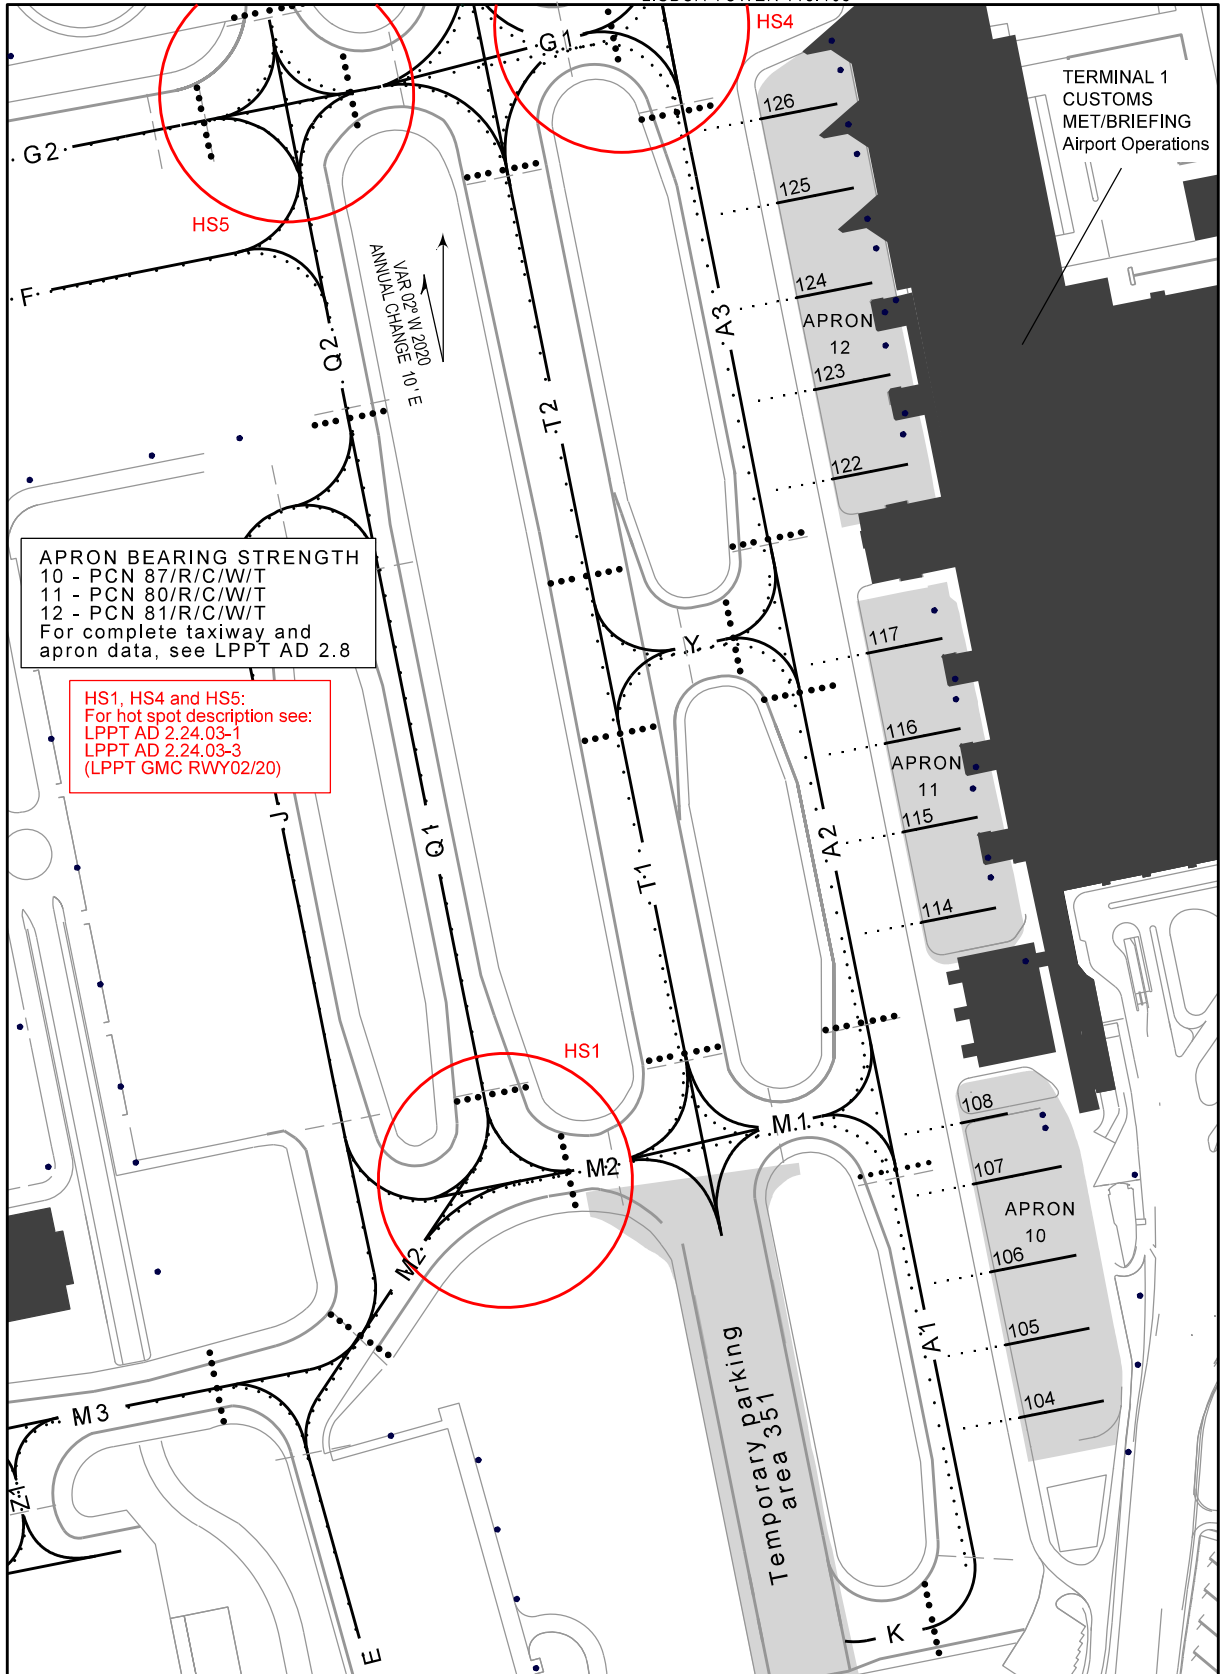 HS4
G1
TERMINAL 1
CUSTOMS
MET/BRIEFING
Airport Operations
126
G2
125
HS5
VAR 02° W 2020
ANNUAL CHANGE 10' E
F
124
A3
APRON
12
Q2
123
T2
122
APRON BEARING STRENGTH
10 - PCN 87/R/C/W/T
11 - PCN 80/R/C/W/T
12 - PCN 81/R/C/W/T
For complete taxiway and
apron data, see LPPT AD 2.8
117
Y
HS1, HS4 and HS5:
For hot spot description see:
LPPT AD 2.24.03-1
LPPT AD 2.24.03-3
(LPPT GMC RWY02/20)
116
APRON
11
J
115
Q1
A2
T1
114
HS1
108
M1
M2
107
APRON
10
M2
106
105
A1
Temporary parking
area 351
104
M3
Z1
K
E